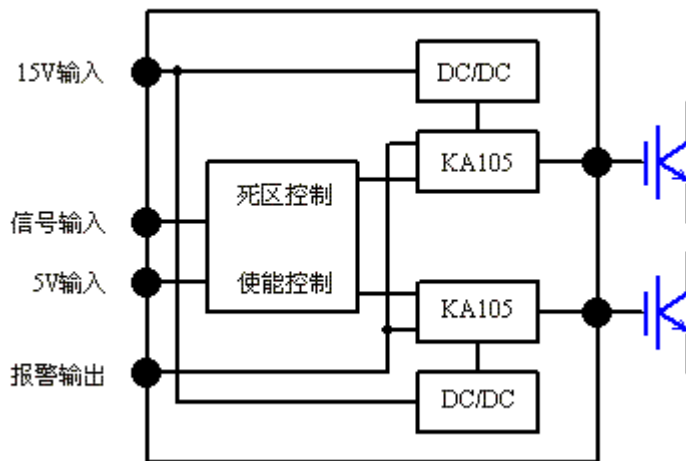 15V输入
DC/DC
KA105
死区控制
信号输入
5V输入
使能控制
KA105
报警输出
DC/DC